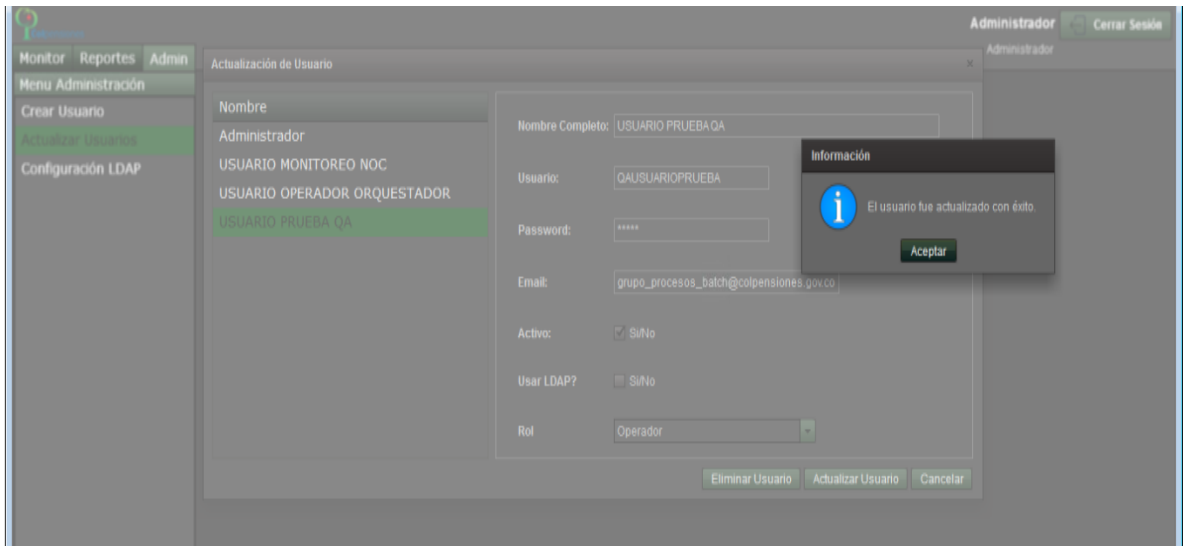 Administrador
Cerrar Sesión
Administrador
Monitor Reportes Admin
Menu Administración
Crear Usuario
Actualizar Usuarios
Configuración LDAP
Actualización de Usuario
Nombre
Administrador
USUARIO MONITOREO NOC
USUARIO OPERADOR ORQUESTADOR
USUARIO PRUEBA QA
Nombre Completo: USUARIO PRUEBA QA
Usuario: QAUSUARIOPRUEBA
Password: *****
Email: grupo_procesos_batch@colpensiones.gov.co
Activo: Si/No
Usar LDAP? Si/No
Rol Operador
Eliminar Usuario Actualizar Usuario Cancelar
Información
El usuario fue actualizado con éxito.
Aceptar